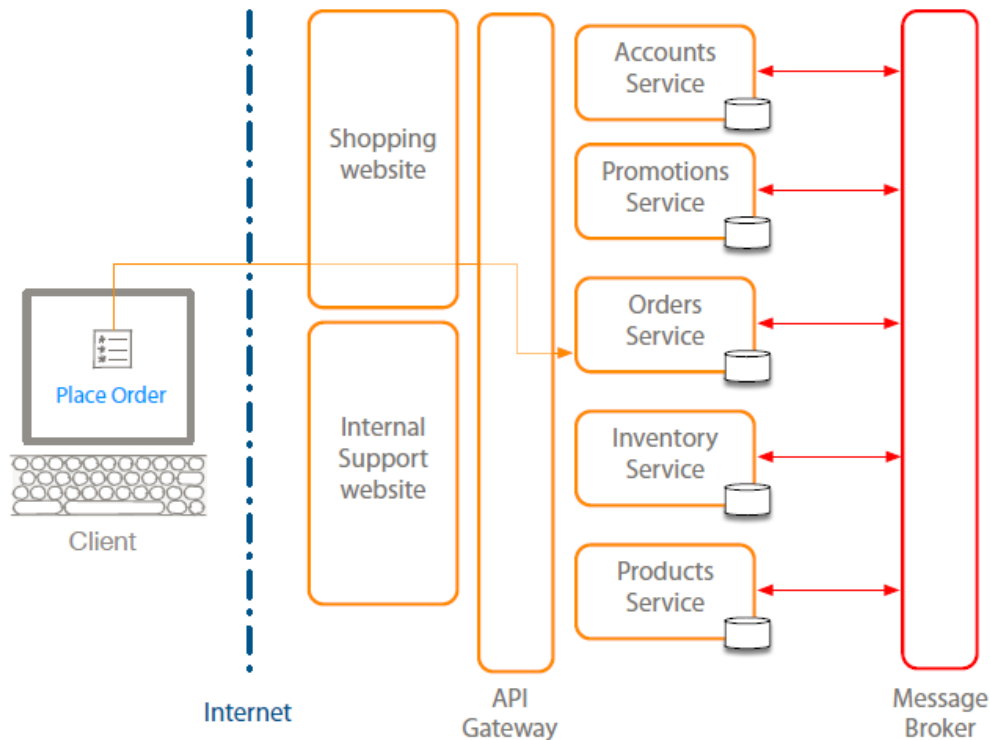 Accounts
Service
Shopping
website
Promotions
Service
Place Order
Orders
Service
Internal
Support
website
Inventory
Service
Client
Products
Service
Internet
API
Gateway
Message
Broker